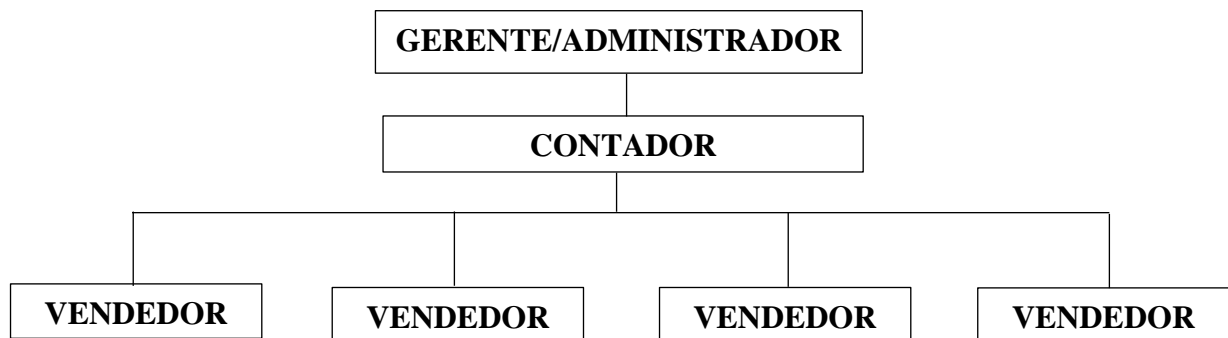 GERENTE/ADMINISTRADOR
CONTADOR
VENDEDOR
VENDEDOR
VENDEDOR
VENDEDOR